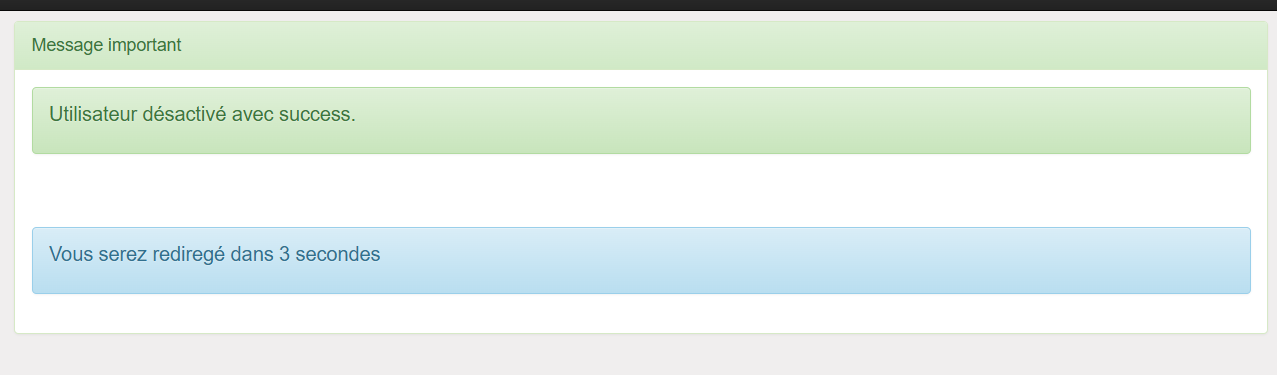 Message important
Utilisateur désactivé avec success.
Vous serez rediregé dans 3 secondes